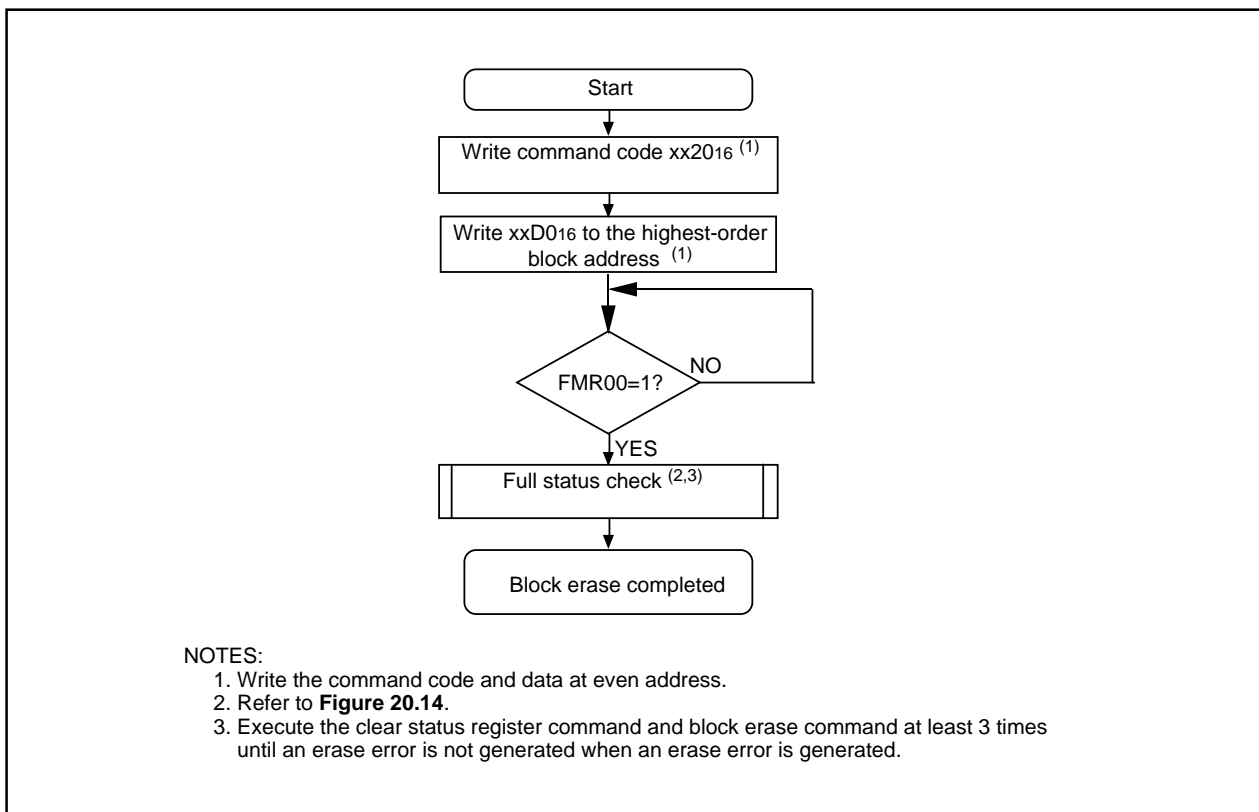 Start
Write command code xx2016 (1)
Write xxD016 to the highest-order
block address (1)
FMR00=1?
NO
YES
Full status check (2,3)
Block erase completed
NOTES:
1. Write the command code and data at even address.
2. Refer to Figure 20.14.
3. Execute the clear status register command and block erase command at least 3 times
until an erase error is not generated when an erase error is generated.